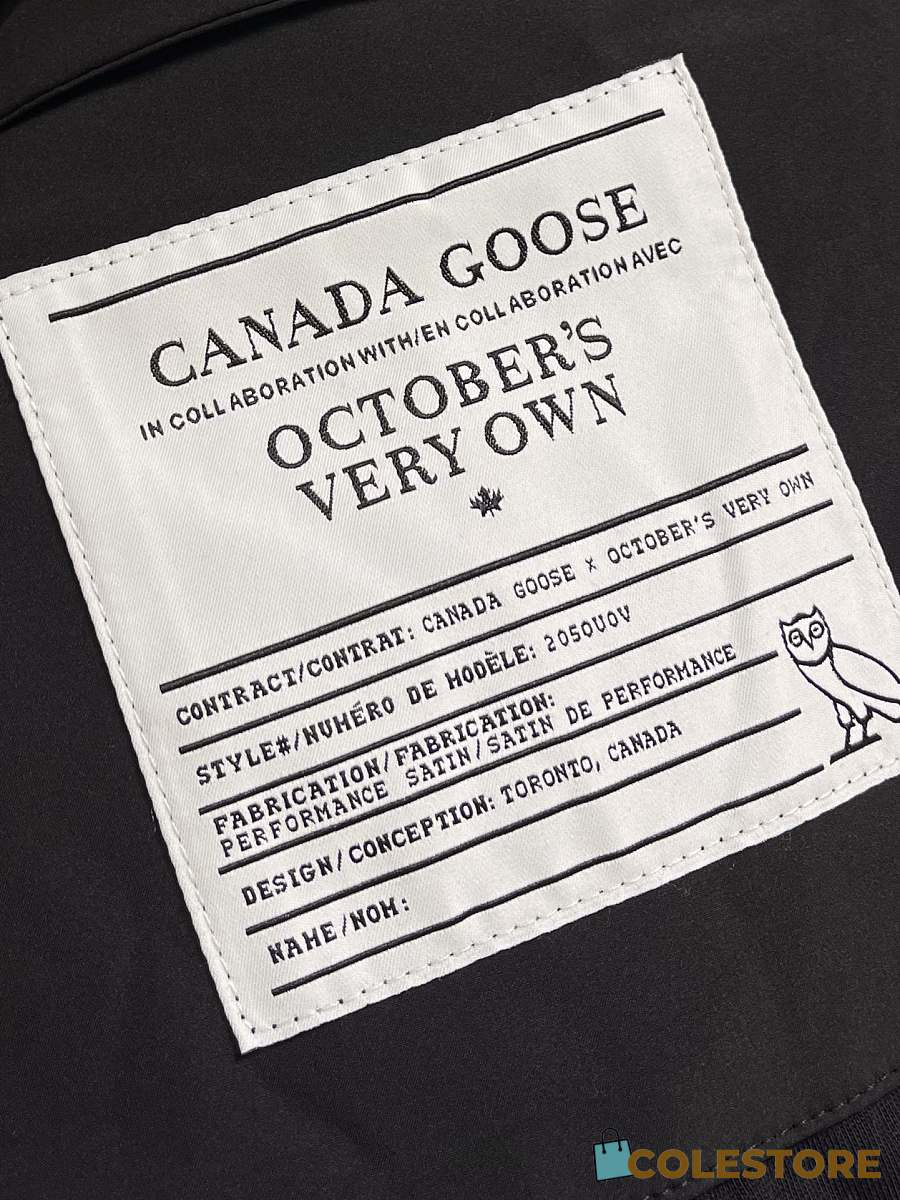 CANADA GOOSE
IN COLLABORATION WITH/EN COLLABORATION AVEC
OCTOBER'S
VERY OWN
CONTRACT/CONTRAT: CANADA GOOSE x OCTOBER'S VERY OWN
STYLE#/NUMÉRO DE MODÈLE: 2050UOV
FABRICATION/FABRICATION:
PERFORMANCE SATIN/SATIN DE PERFORMANCE
DESIGN/CONCEPTION: TORONTO, CANADA
NAME/NOM:
COLESTORE